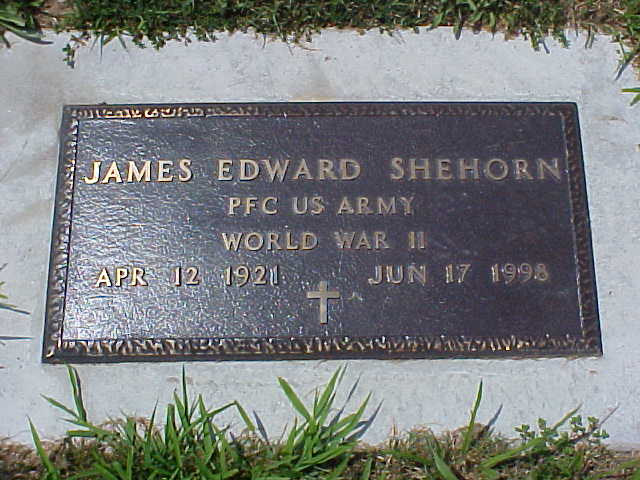 JAMES EDWARD SHEHORN
PFC US ARMY
WORLD WAR II
APR 12 1921 JUN 17 1998